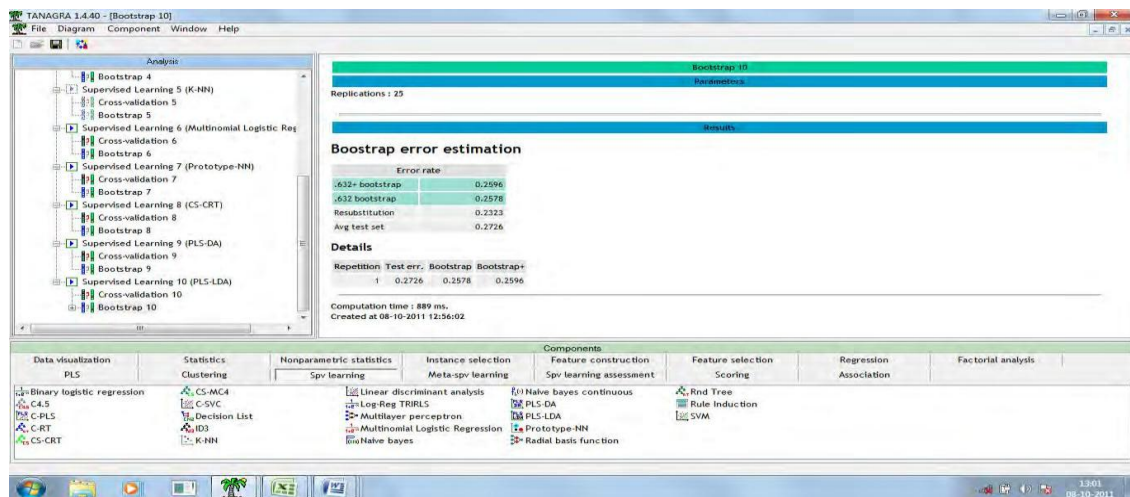 TANAGRA 1.4.40 - [Bootstrap 10]
File Diagram Component Window Help
Analysis
Bootstrap 4
Supervised Learning 5 (K-NN)
Cross-validation 5
Bootstrap 5
Supervised Learning 6 (Multinomial Logistic Reg
Cross-validation 6
Bootstrap 6
Supervised Learning 7 (Prototype-NN)
Cross-validation 7
Bootstrap 7
Supervised Learning 8 (CS-CRT)
Cross-validation 8
Bootstrap 8
Supervised Learning 9 (PLS-DA)
Cross-validation 9
Bootstrap 9
Supervised Learning 10 (PLS-LDA)
Cross-validation 10
Bootstrap 10
Bootstrap 10
Parameters
Replications : 25
Results
Boostrap error estimation
Error rate
.632+ bootstrap 0.2596
.632 bootstrap 0.2578
Resubstitution 0.2323
Avg test set 0.2726
Details
Repetition Test err. Bootstrap Bootstrap+
1 0.2726 0.2578 0.2596
Computation time : 889 ms.
Created at 08-10-2011 12:56:02
Components
Data visualization Statistics Nonparametric statistics Instance selection Feature construction Feature selection Regression Factorial analysis
PLS Clustering Spv learning Meta-spv learning Spv learning assessment Scoring Association
Binary logistic regression CS-MC4 Linear discriminant analysis Naive bayes continuous Rnd Tree
C4.5 C-SVC Log-Reg TRIRLS PLS-DA Rule Induction
C-PLS Decision List Multilayer perceptron PLS-LDA SVM
C-RT ID3 Multinomial Logistic Regression Prototype-NN
CS-CRT K-NN Naive bayes Radial basis function
13:01
08-10-2011